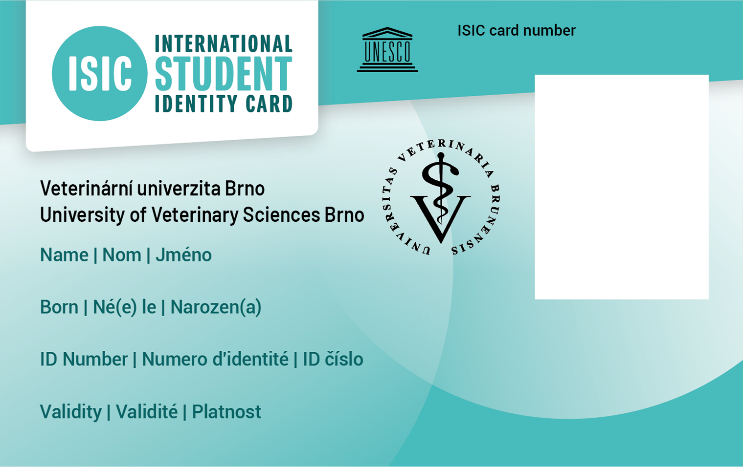 ISIC
INTERNATIONAL
STUDENT
IDENTITY CARD
UNESCO
ISIC card number
Veterinární univerzita Brno
University of Veterinary Sciences Brno
UNIVERSITAS VETERINARIA BRUNENSIS
Name | Nom | Jméno
Born | Né(e) le | Narozen(a)
ID Number | Numero d'identité | ID číslo
Validity | Validité | Platnost